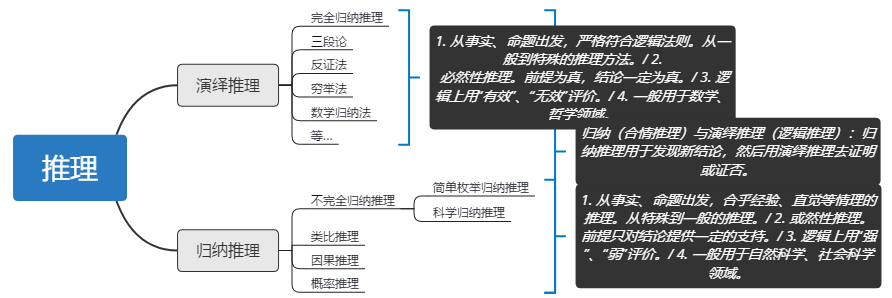 推理
演绎推理
完全归纳推理
三段论
反证法
穷举法
数学归纳法
等...
1. 从事实、命题出发，严格符合逻辑法则。从一
般到特殊的推理方法。/ 2.
必然性推理。前提为真，结论一定为真。/ 3. 逻
辑上用“有效”、“无效”评价。/ 4. 一般用于数学、
哲学领域。
归纳（合情推理）与演绎推理（逻辑推理）：归
纳推理用于发现新结论，然后用演绎推理去证明
或证否。
归纳推理
不完全归纳推理
简单枚举归纳推理
科学归纳推理
类比推理
因果推理
概率推理
1. 从事实、命题出发，合乎经验、直觉等情理的
推理。从特殊到一般的推理。/ 2. 或然性推理。
前提只对结论提供一定的支持。/ 3. 逻辑上用“强
”、“弱”评价。/ 4. 一般用于自然科学、社会科学
领域。